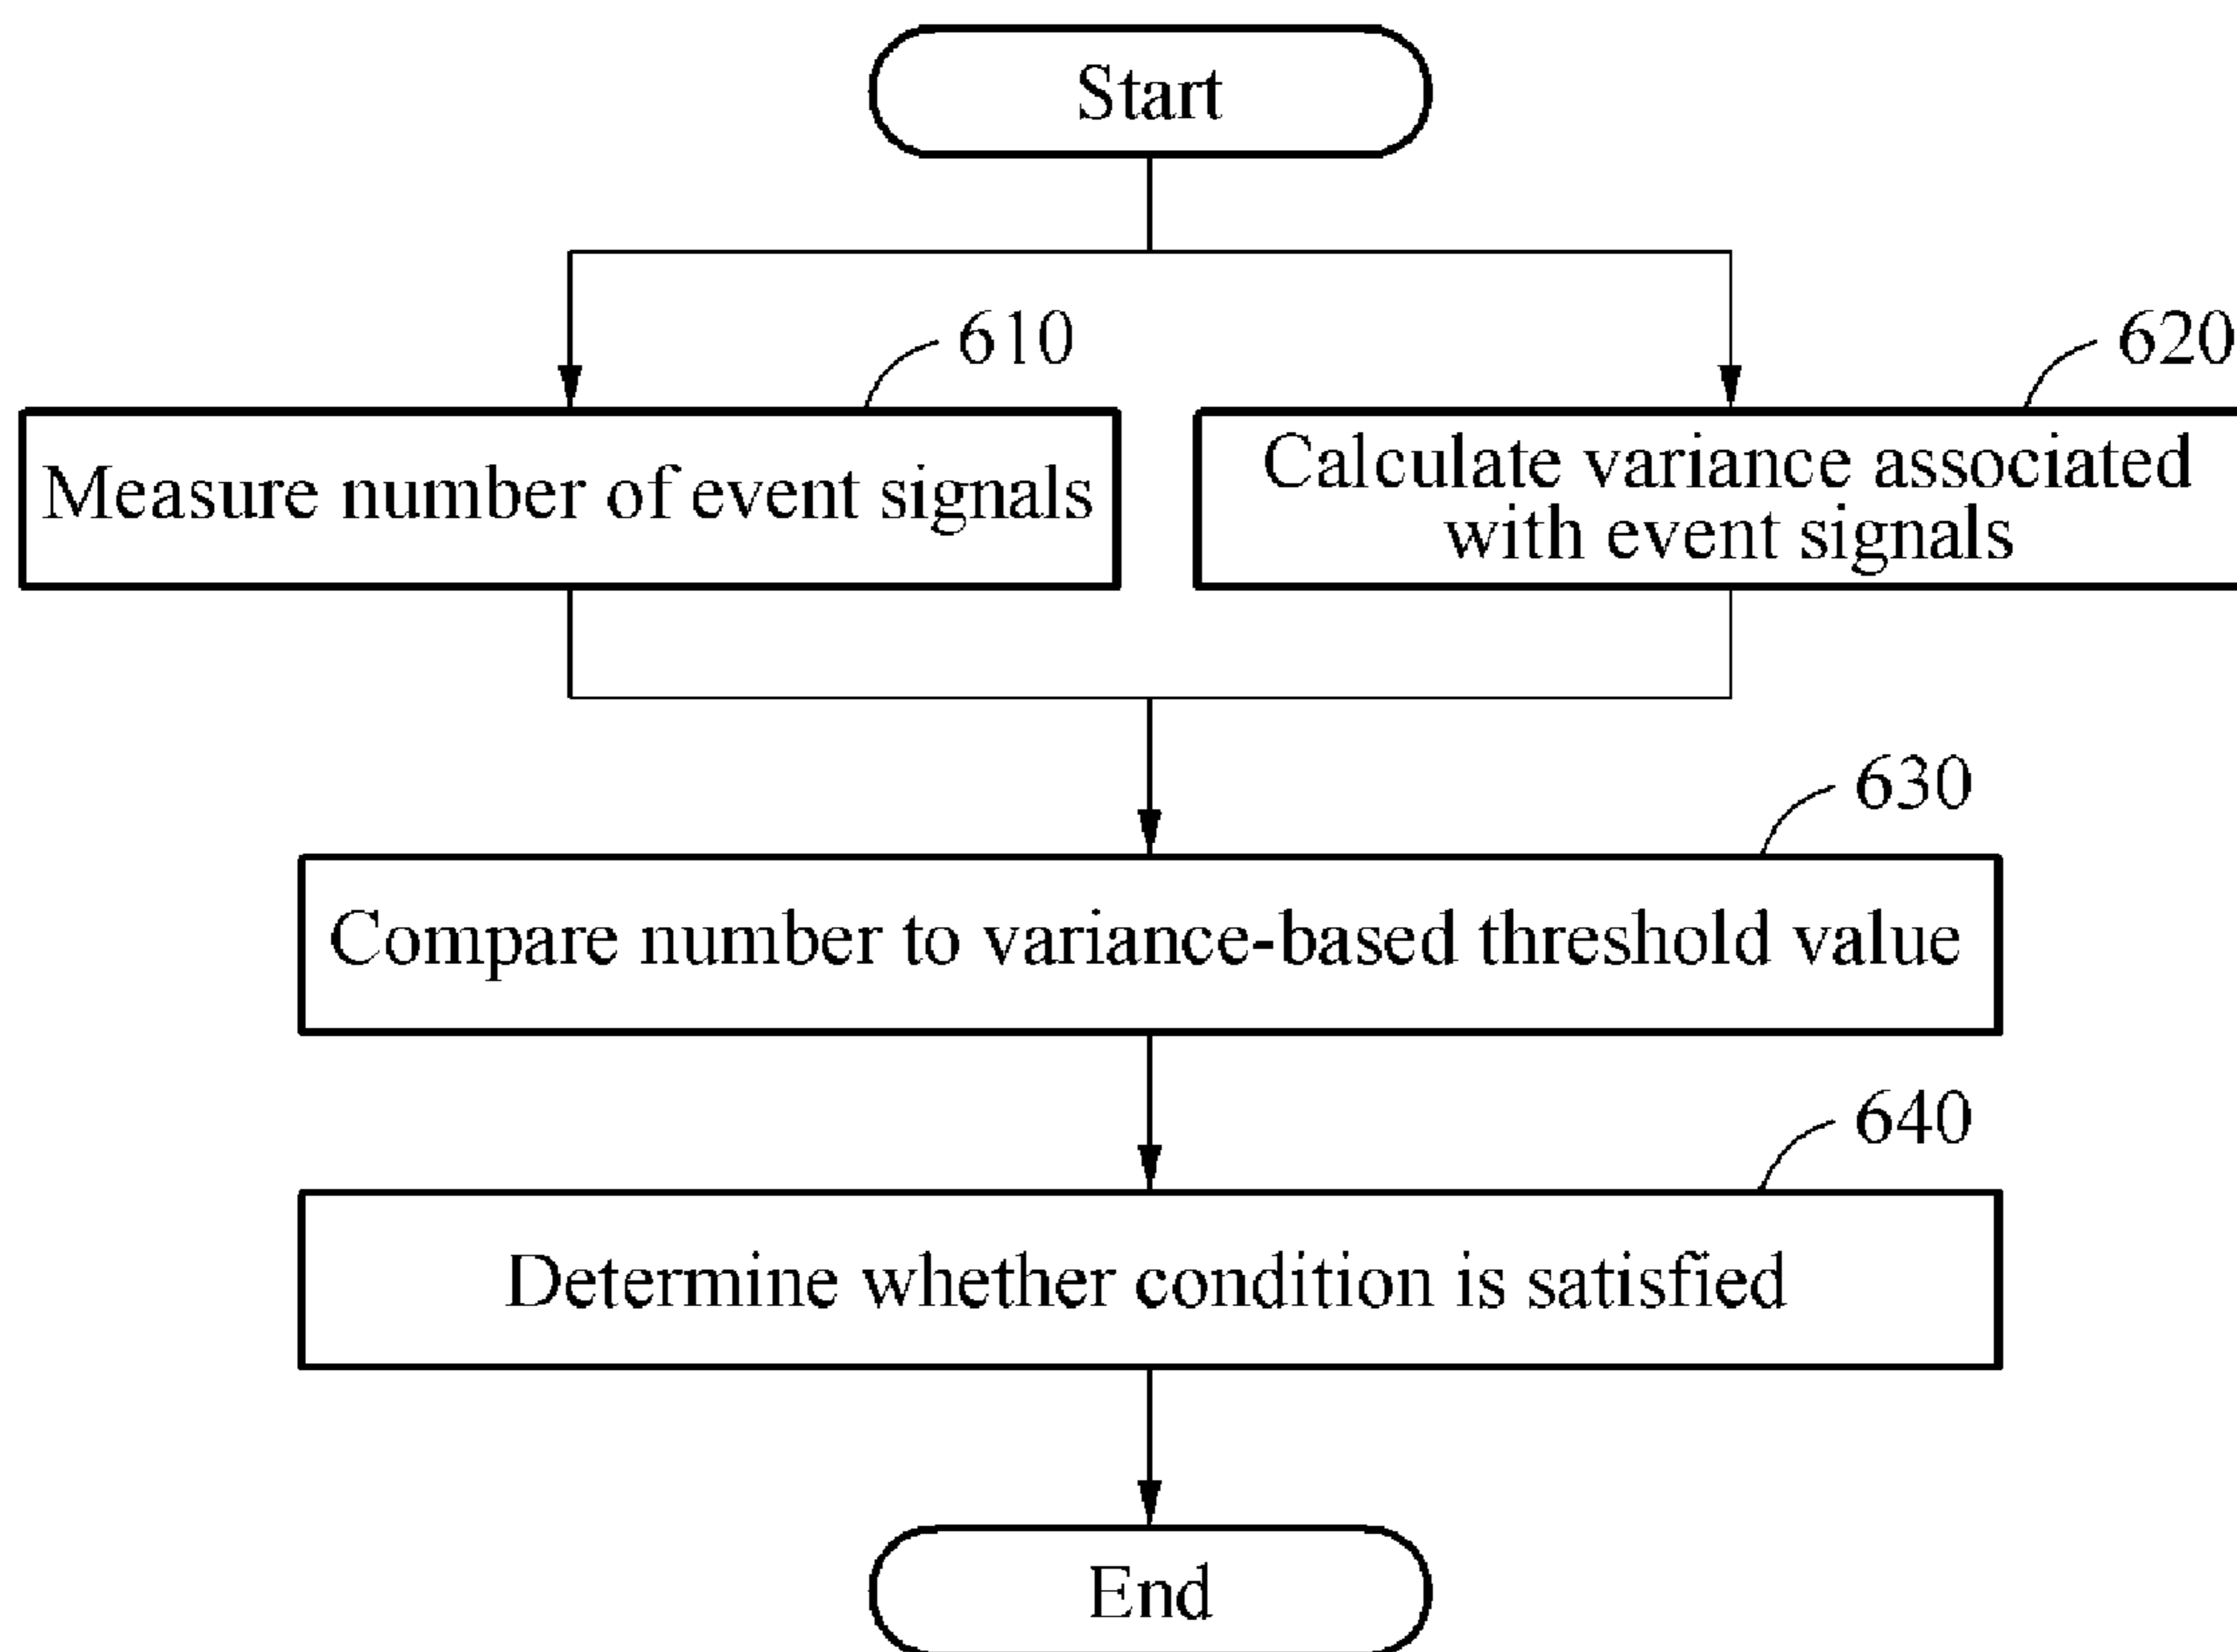 Start
610
620
Measure number of event signals
Calculate variance associated
with event signals
630
Compare number to variance-based threshold value
640
Determine whether condition is satisfied
End